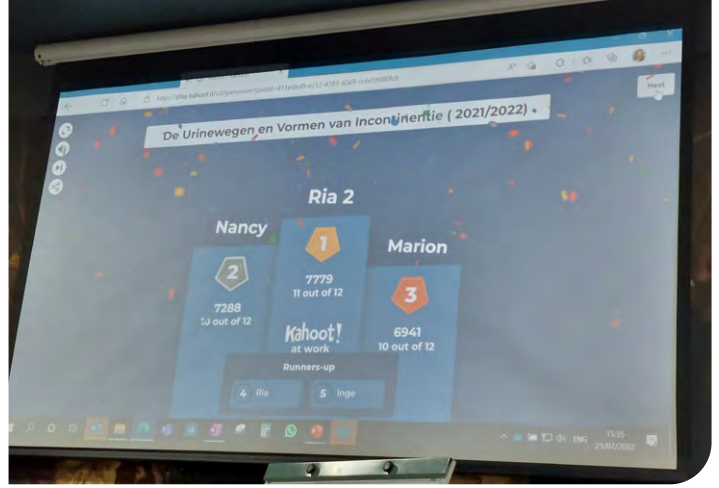 De Urinewegen en Vormen van Incontinentie ( 2021/2022)
Next
Ria 2
Nancy
1
Marion
2
7779
11 out of 12
3
7288
10 out of 12
6941
10 out of 12
Kahoot!
at work
Runners-up
4 Ria
5 Inge
ENG
15:35
21/07/2022